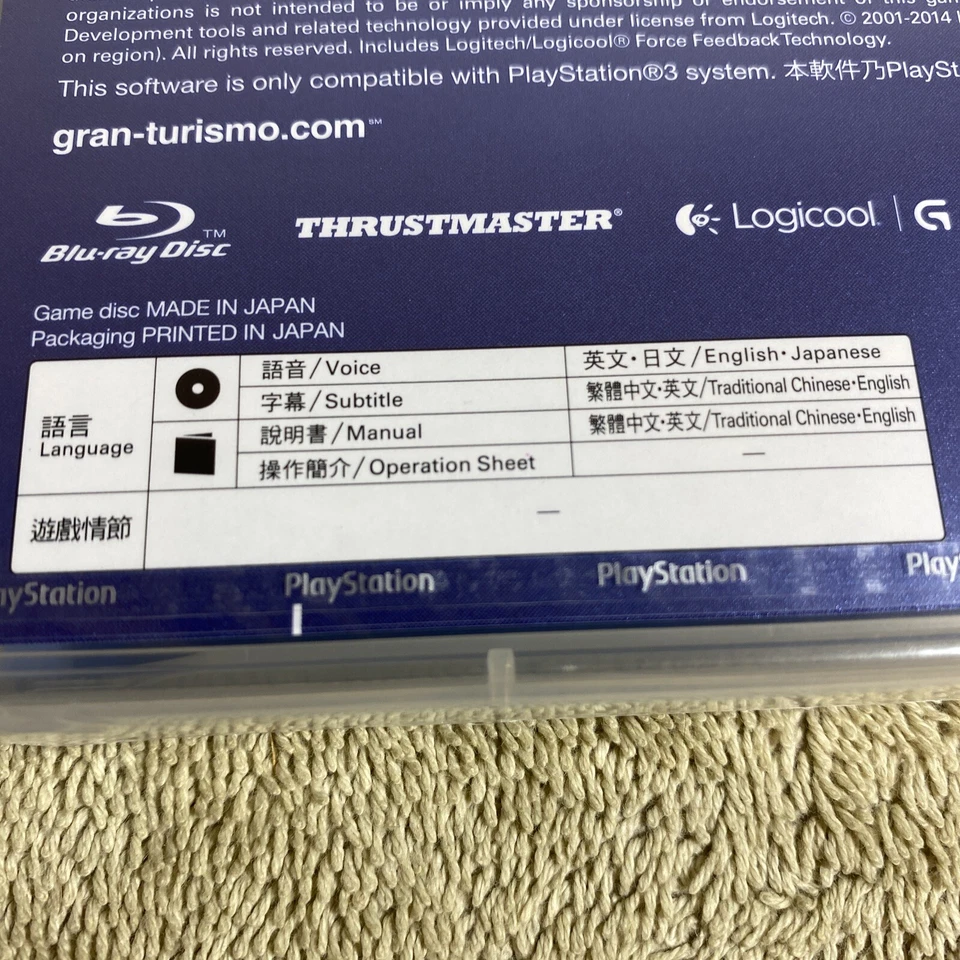 organizations is not intended to be or imply any sponsorship or endorsement of this
Development tools and related technology provided under license from Logitech. © 2001-2014
on region). All rights reserved. Includes Logitech/Logicool® Force FeedbackTechnology.
This software is only compatible with PlayStation®3 system. 本軟件乃PlaySt
gran-turismo.com℠
Blu-ray Disc™
THRUSTMASTER®
Logicool | G
Game disc MADE IN JAPAN
Packaging PRINTED IN JAPAN
語言
Language
語音/Voice
英文・日文/English・Japanese
字幕/Subtitle
繁體中文・英文/Traditional Chinese・English
說明書/Manual
繁體中文・英文/Traditional Chinese・English
操作簡介/Operation Sheet
—
遊戲情節
—
ayStation PlayStation PlayStation Play